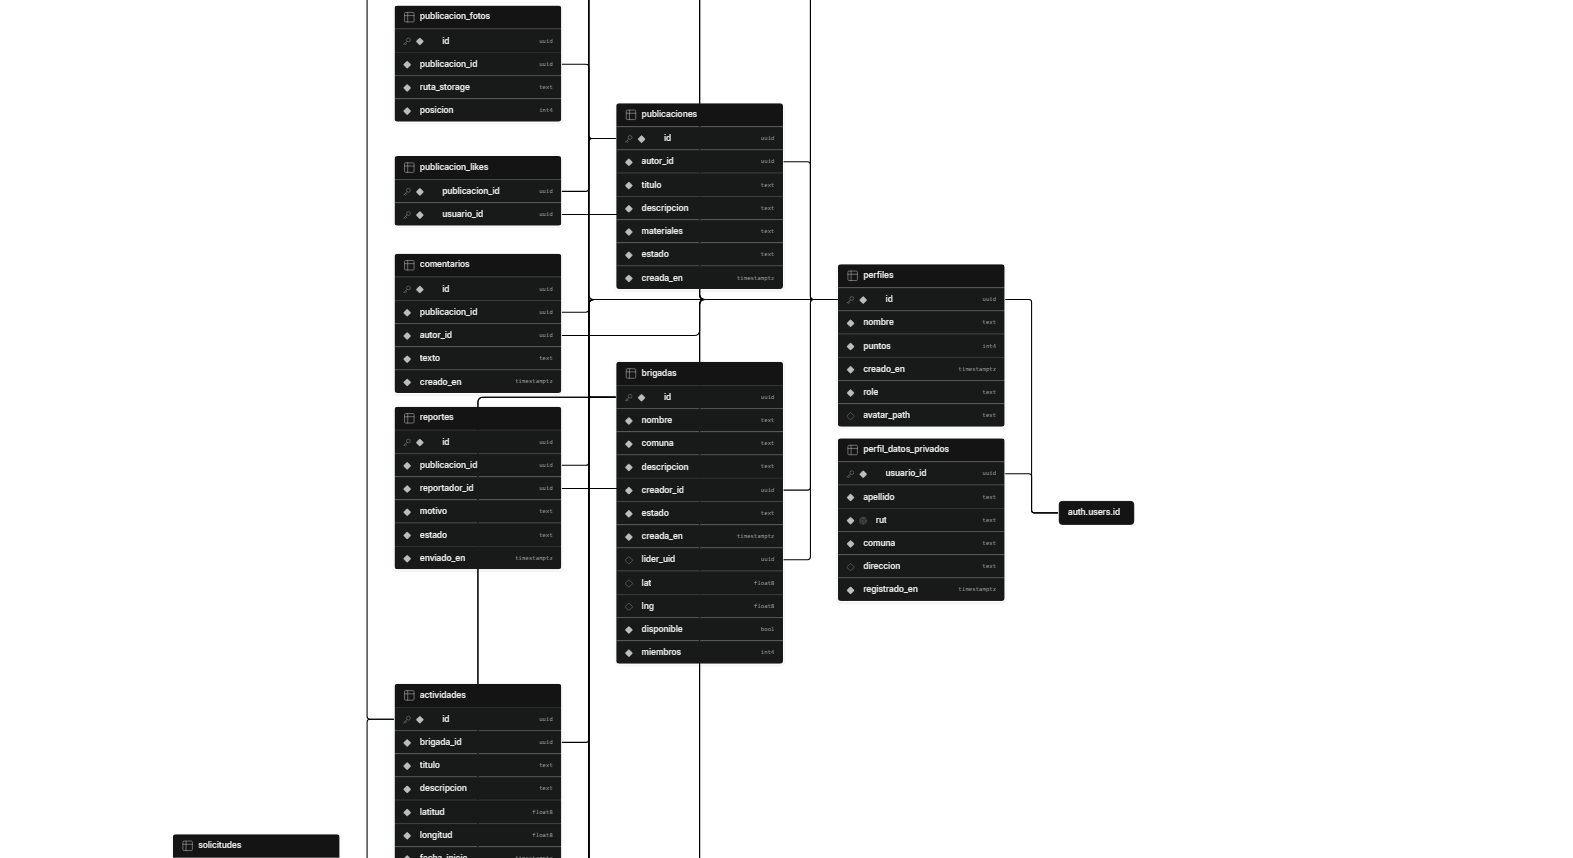 publicacion_fotos
id uuid
publicacion_id uuid
ruta_storage text
posicion int4
publicacion_likes
publicacion_id uuid
usuario_id uuid
comentarios
id uuid
publicacion_id uuid
autor_id uuid
texto text
creado_en timestamptz
reportes
id uuid
publicacion_id uuid
reportador_id uuid
motivo text
estado text
enviado_en timestamptz
actividades
id uuid
brigada_id uuid
titulo text
descripcion text
latitud float8
longitud float8
fecha_inicio timestamptz
solicitudes
publicaciones
id uuid
autor_id uuid
titulo text
descripcion text
materiales text
estado text
creada_en timestamptz
brigadas
id uuid
nombre text
comuna text
descripcion text
creador_id uuid
estado text
creada_en timestamptz
lider_uid uuid
lat float8
lng float8
disponible bool
miembros int4
perfiles
id uuid
nombre text
puntos int4
creado_en timestamptz
role text
avatar_path text
perfil_datos_privados
usuario_id uuid
apellido text
rut text
comuna text
direccion text
registrado_en timestamptz
auth.users.id